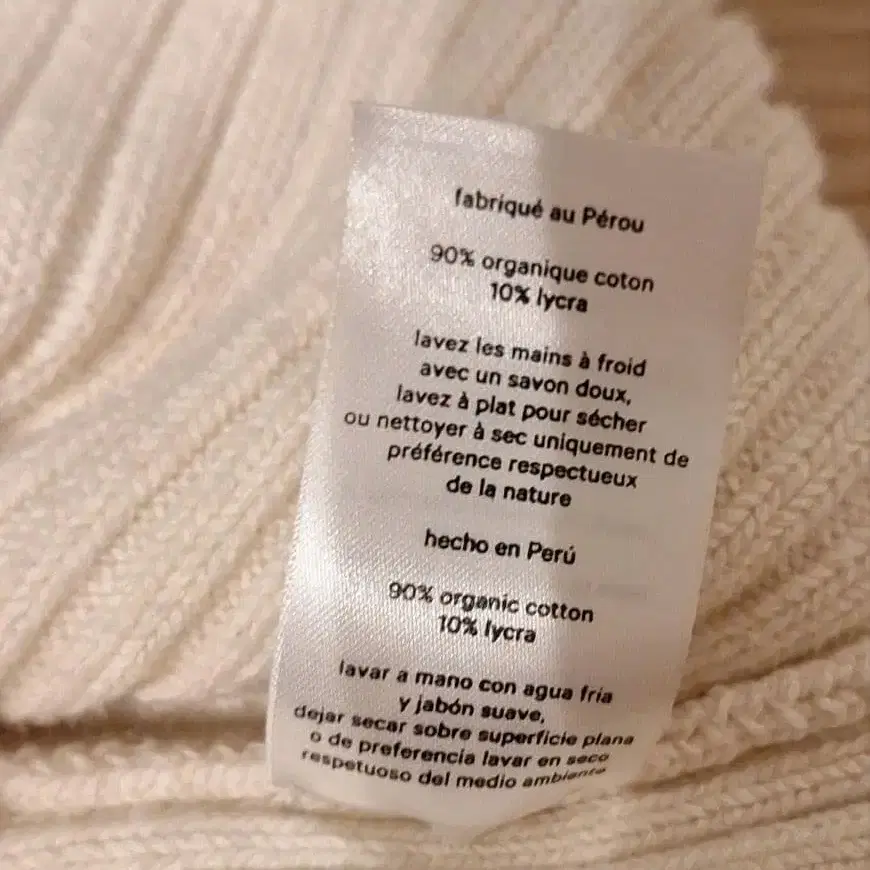 fabriqué au Pérou
90% organique coton
10% lycra
lavez les mains à froid
avec un savon doux,
lavez à plat pour sécher
ou nettoyer à sec uniquement de
préférence respectueux
de la nature
hecho en Perú
90% organic cotton
10% lycra
lavar a mano con agua fria
y jabón suave,
dejar secar sobre superficie plana
o de preferencia lavar en seco
respetuoso del medio ambiente